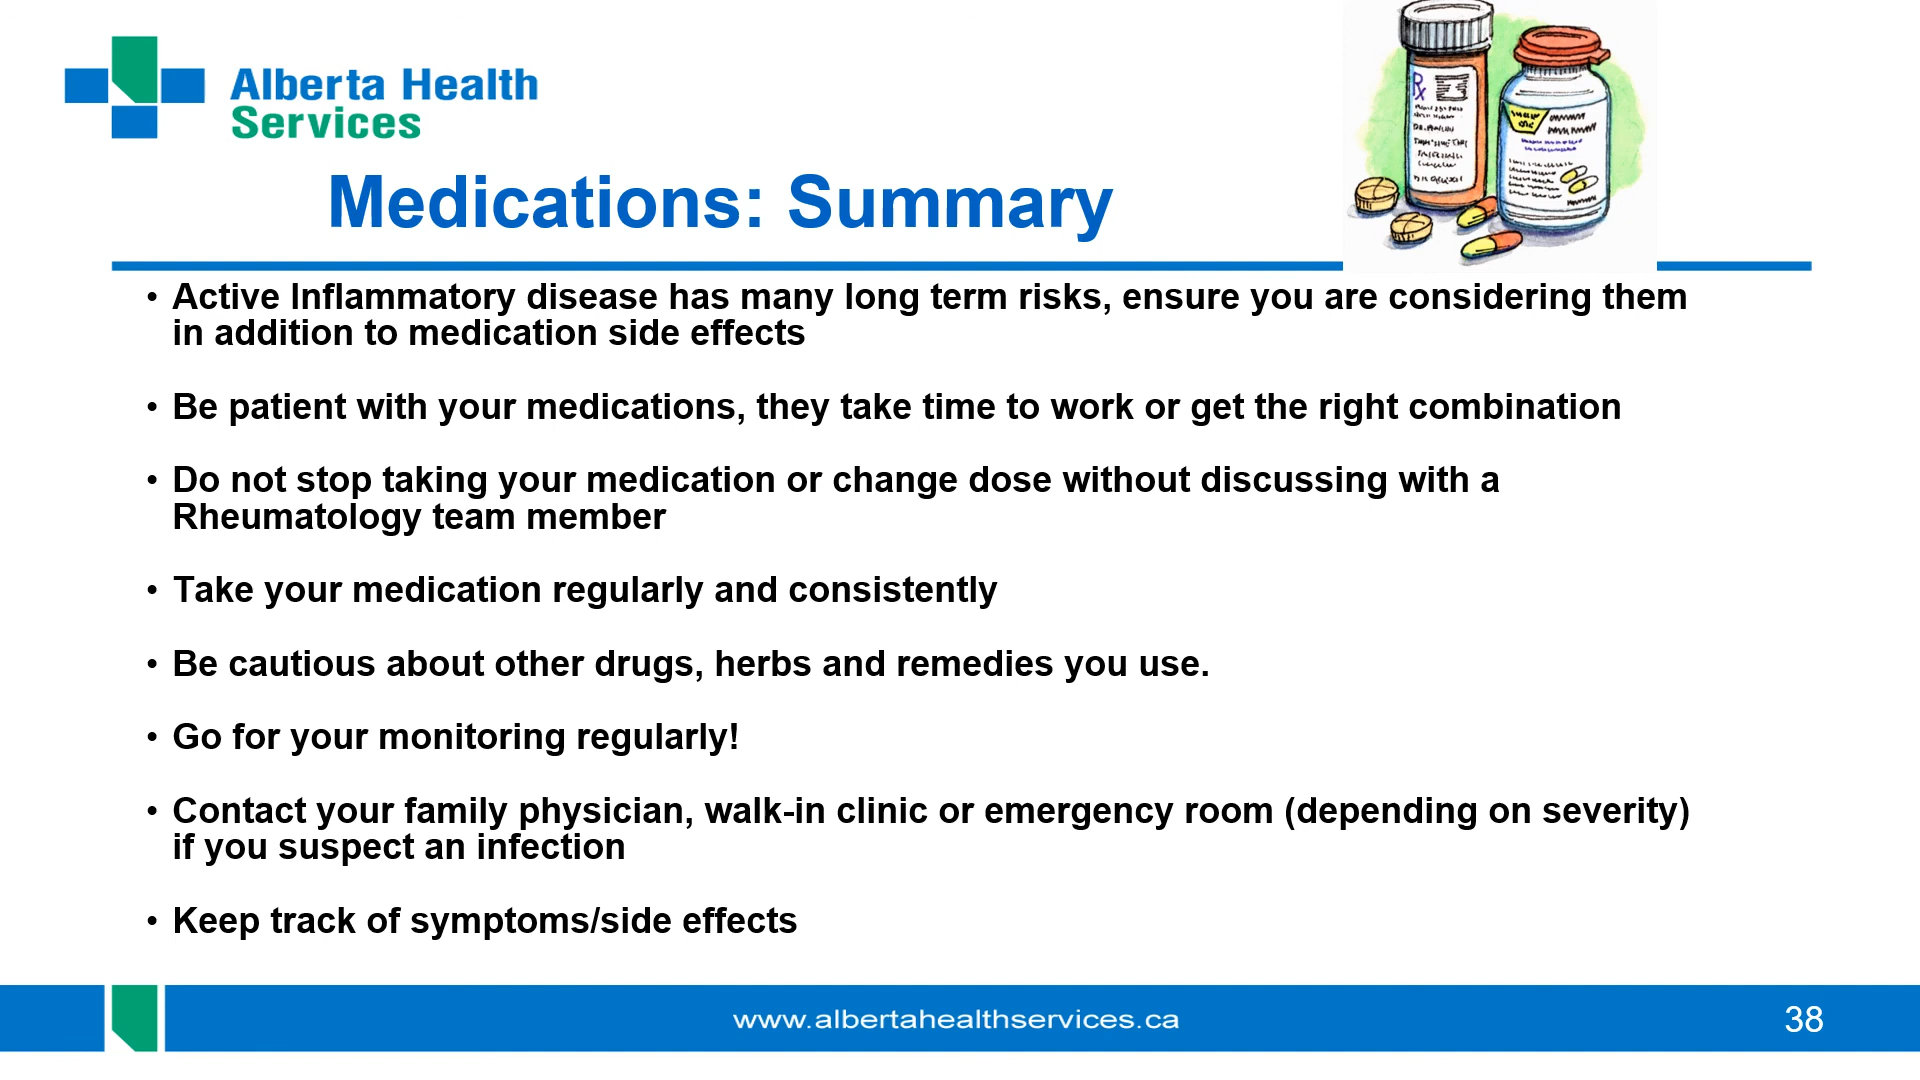 Alberta Health
Services
Rx
Medications: Summary
• Active Inflammatory disease has many long term risks, ensure you are considering them
in addition to medication side effects
• Be patient with your medications, they take time to work or get the right combination
• Do not stop taking your medication or change dose without discussing with a
Rheumatology team member
• Take your medication regularly and consistently
• Be cautious about other drugs, herbs and remedies you use.
• Go for your monitoring regularly!
• Contact your family physician, walk-in clinic or emergency room (depending on severity)
if you suspect an infection
• Keep track of symptoms/side effects
www.albertahealthservices.ca
38